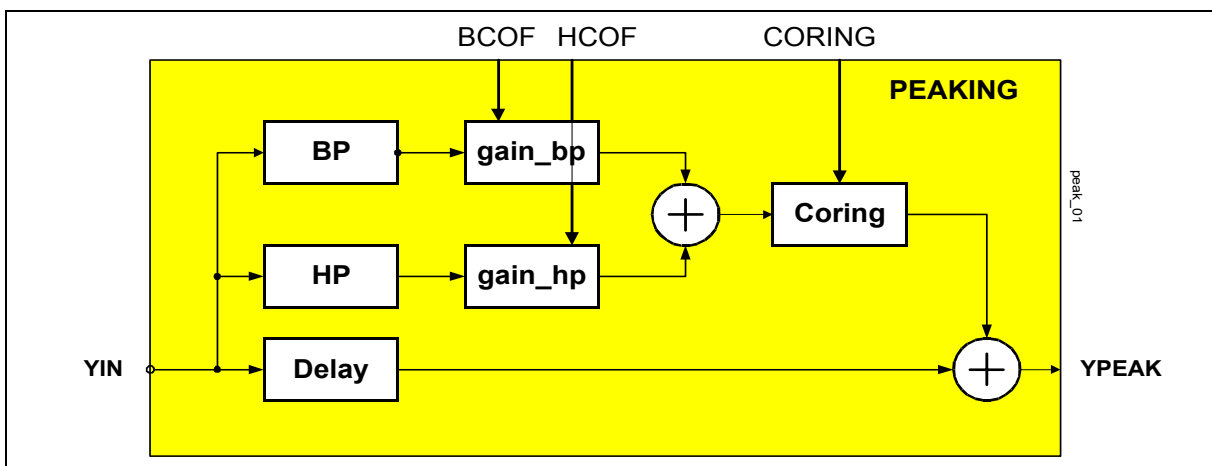 BCOF HCOF CORING
PEAKING
BP gain_bp
peak_01
Coring
HP gain_hp
YIN Delay YPEAK